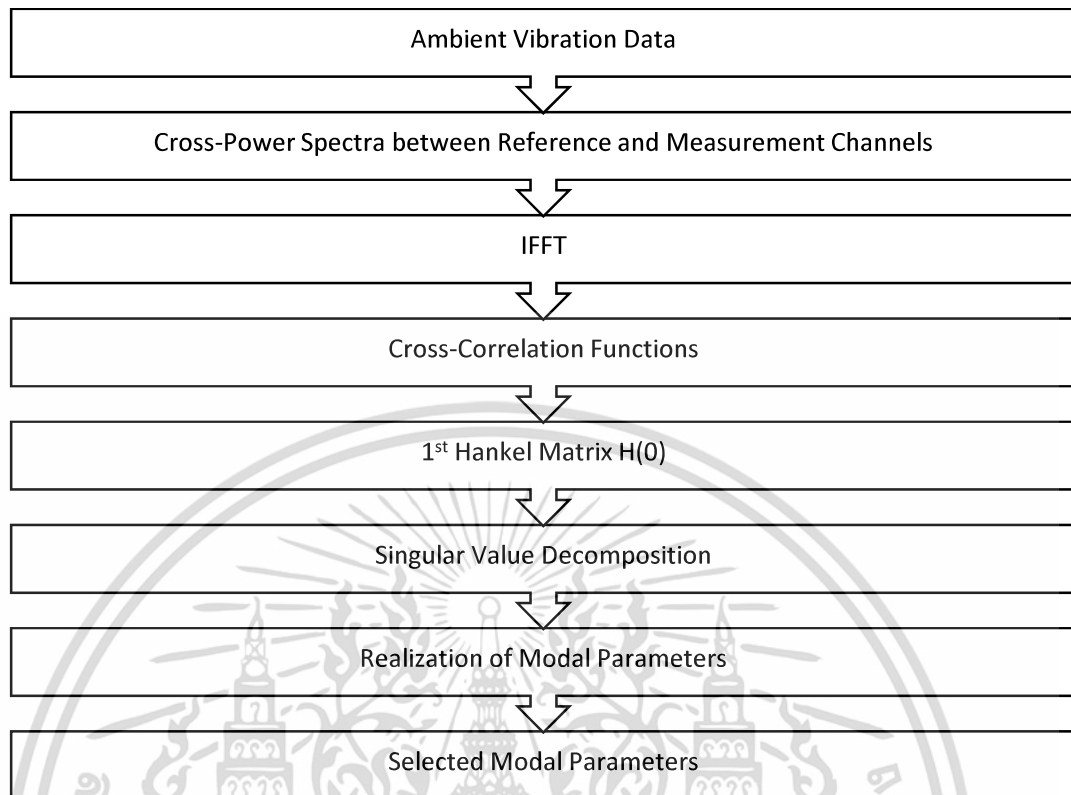 Ambient Vibration Data
Cross-Power Spectra between Reference and Measurement Channels
IFFT
Cross-Correlation Functions
1st Hankel Matrix H(0)
Singular Value Decomposition
Realization of Modal Parameters
Selected Modal Parameters